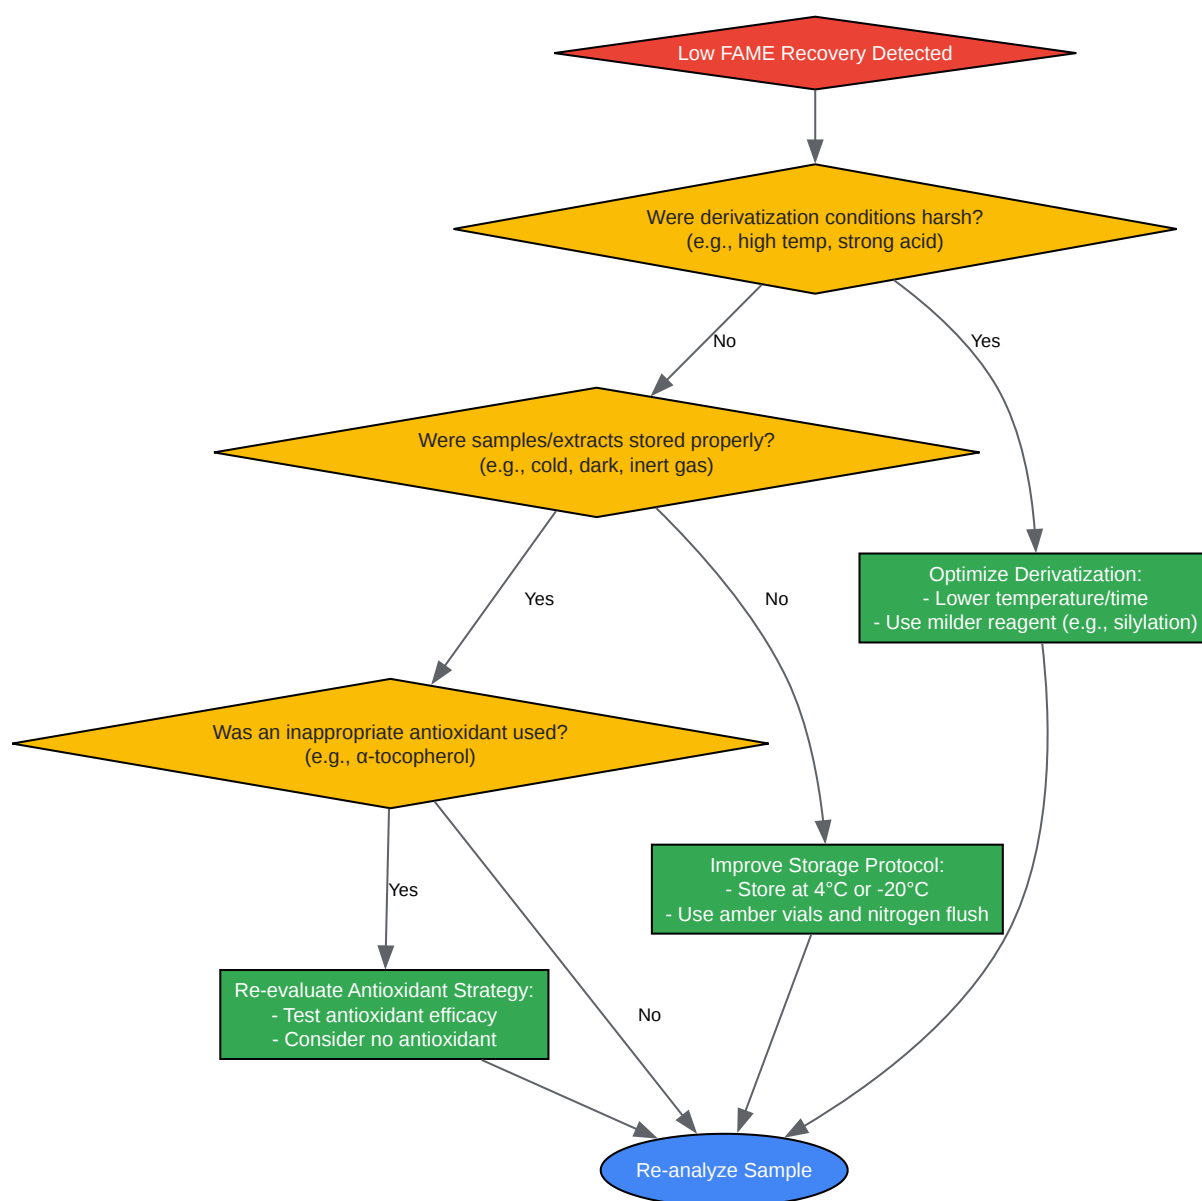 Low FAME Recovery Detected
Were derivatization conditions harsh?
(e.g., high temp, strong acid)
No
Yes
Were samples/extracts stored properly?
(e.g., cold, dark, inert gas)
Optimize Derivatization:
- Lower temperature/time
- Use milder reagent (e.g., silylation)
Yes
No
Was an inappropriate antioxidant used?
(e.g., α-tocopherol)
Improve Storage Protocol:
- Store at 4°C or -20°C
- Use amber vials and nitrogen flush
Yes
Re-evaluate Antioxidant Strategy:
- Test antioxidant efficacy
- Consider no antioxidant
No
Re-analyze Sample